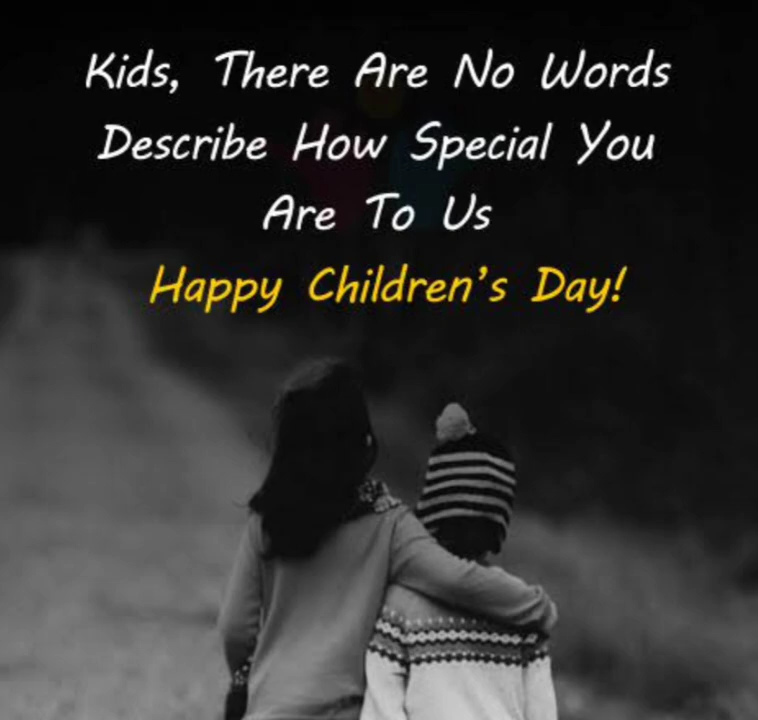 Kids, There Are No Words
Describe How Special You
Are To Us
Happy Children’s Day!